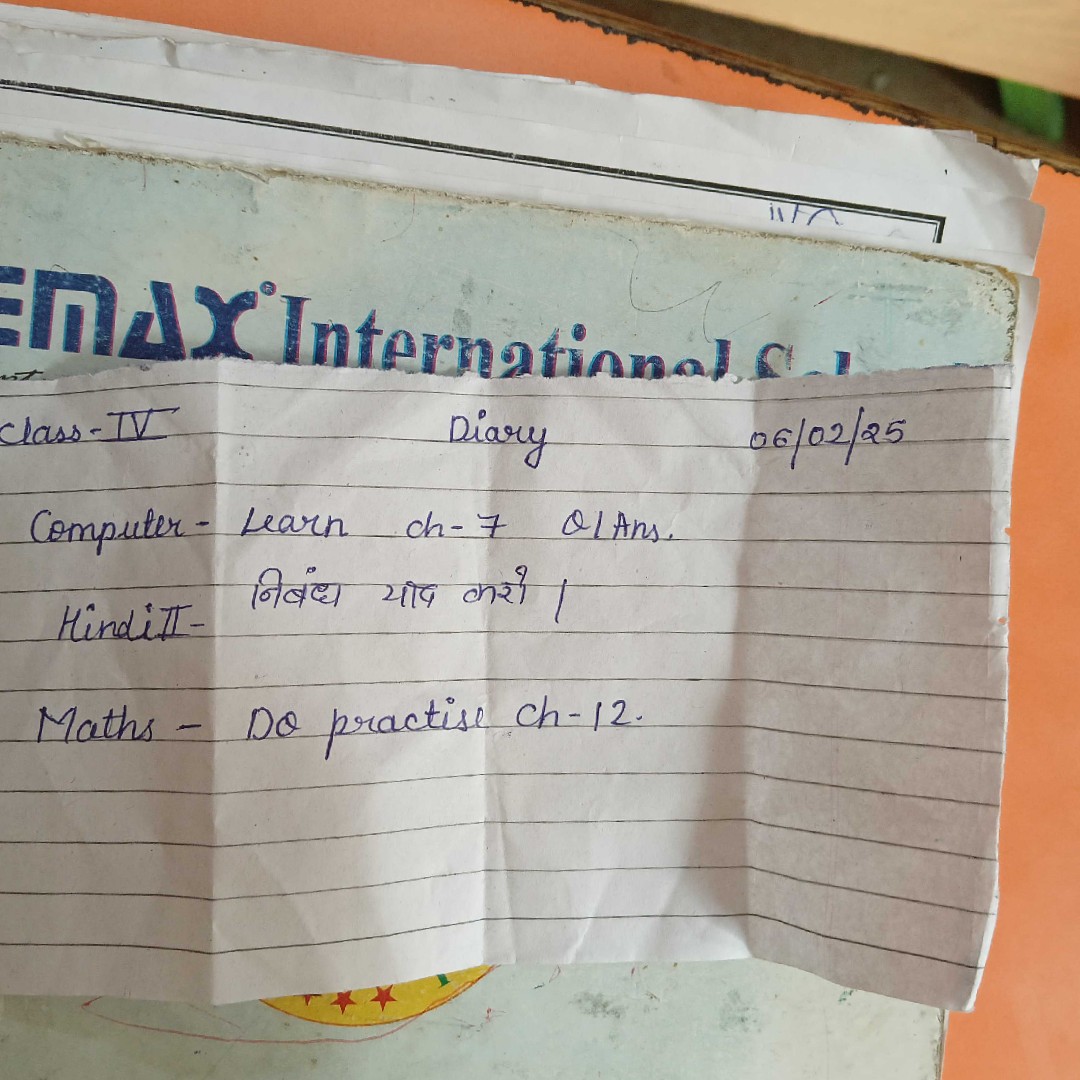 EMAX International School
Class-IV Diary 06/02/25
Computer - Learn ch-7 Q/Ans.
Hindi II- निबंध याद करो ।
Maths - Do practise ch-12.